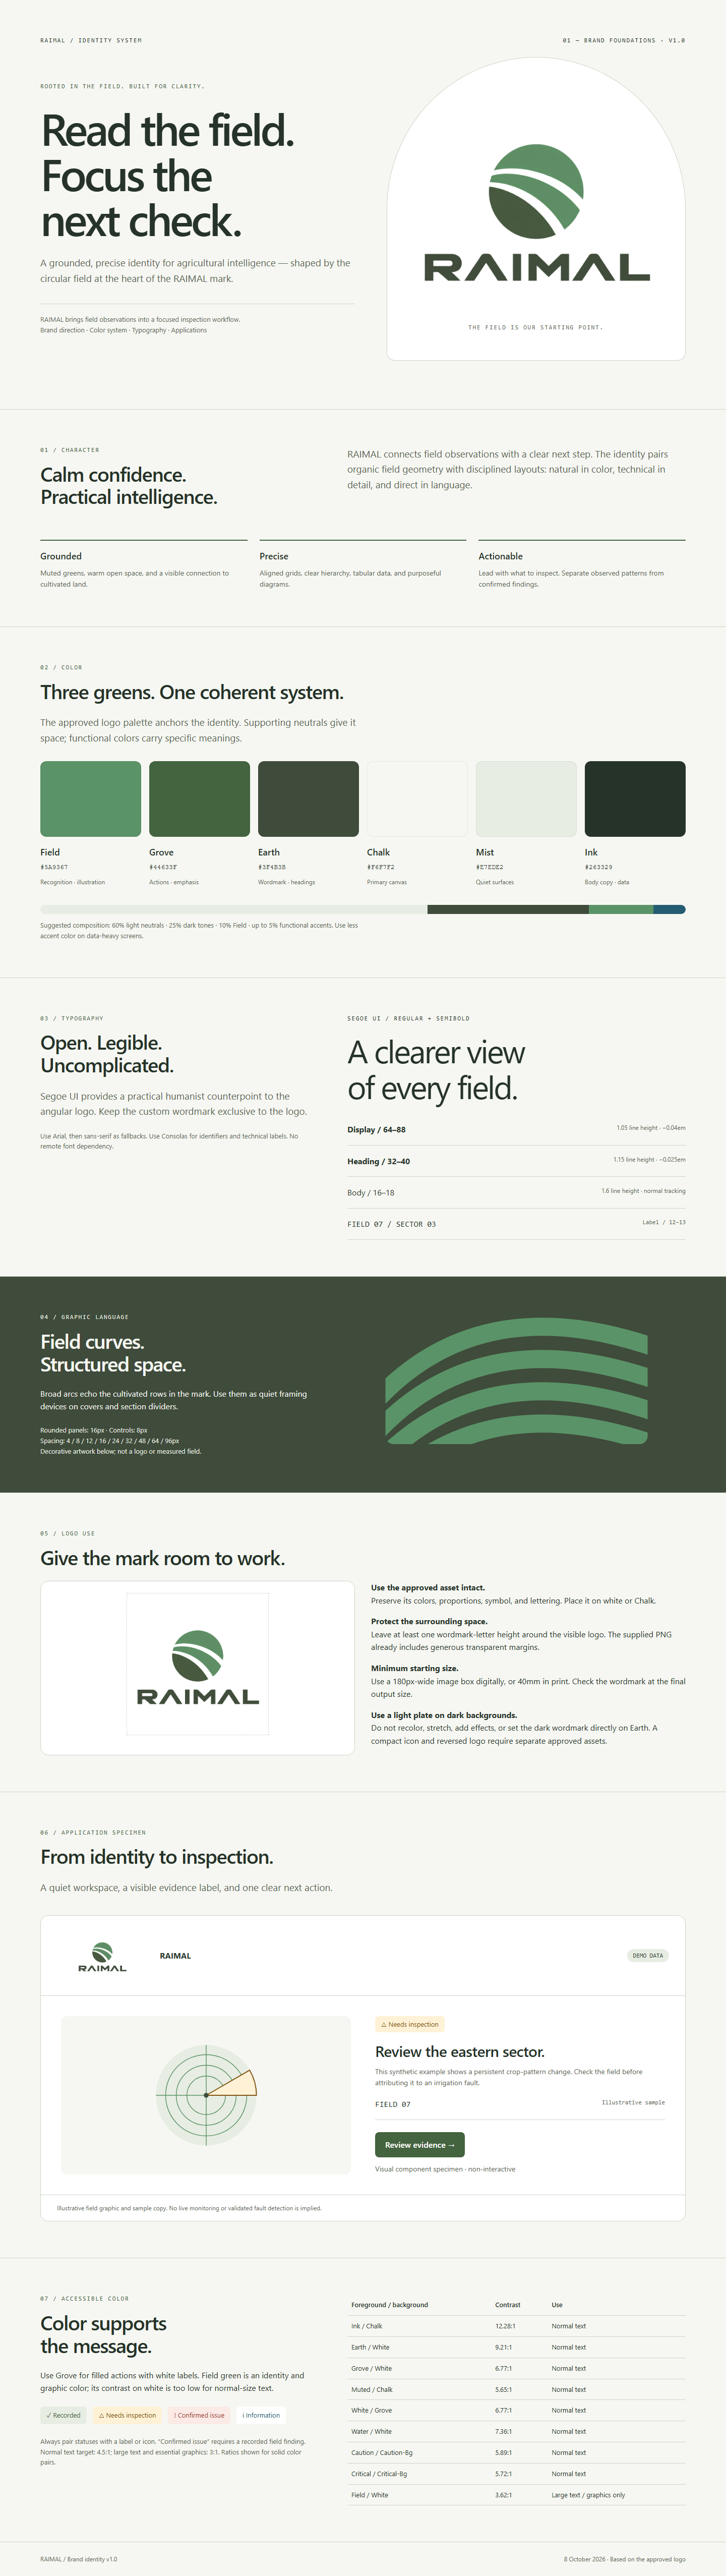 RAIMAL / IDENTITY SYSTEM
01 — BRAND FOUNDATIONS · V1.0
ROOTED IN THE FIELD. BUILT FOR CLARITY.
Read the field.
Focus the
next check.
A grounded, precise identity for agricultural intelligence — shaped by the
circular field at the heart of the RAIMAL mark.
RAIMAL brings field observations into a focused inspection workflow.
Brand direction · Color system · Typography · Applications
RAIMAL
THE FIELD IS OUR STARTING POINT.
01 / CHARACTER
Calm confidence.
Practical intelligence.
RAIMAL connects field observations with a clear next step. The identity pairs
organic field geometry with disciplined layouts: natural in color, technical in
detail, and direct in language.
Grounded
Muted greens, warm open space, and a visible connection to
cultivated land.
Precise
Aligned grids, clear hierarchy, tabular data, and purposeful
diagrams.
Actionable
Lead with what to inspect. Separate observed patterns from
confirmed findings.
02 / COLOR
Three greens. One coherent system.
The approved logo palette anchors the identity. Supporting neutrals give it
space; functional colors carry specific meanings.
Field
#5A9367
Recognition · illustration
Grove
#44633F
Actions · emphasis
Earth
#3F4B3B
Wordmark · headings
Chalk
#F6F7F2
Primary canvas
Mist
#E7EDE2
Quiet surfaces
Ink
#263329
Body copy · data
Suggested composition: 60% light neutrals · 25% dark tones · 10% Field · up to 5% functional accents. Use less
accent color on data-heavy screens.
03 / TYPOGRAPHY
Open. Legible.
Uncomplicated.
Segoe UI provides a practical humanist counterpoint to the
angular logo. Keep the custom wordmark exclusive to the logo.
Use Arial, then sans-serif as fallbacks. Use Consolas for identifiers and technical labels. No
remote font dependency.
SEGOE UI / REGULAR + SEMIBOLD
A clearer view
of every field.
Display / 64–88
1.05 line height · −0.04em
Heading / 32–40
1.15 line height · −0.025em
Body / 16–18
1.6 line height · normal tracking
FIELD 07 / SECTOR 03
Label / 12–13
04 / GRAPHIC LANGUAGE
Field curves.
Structured space.
Broad arcs echo the cultivated rows in the mark. Use them as quiet framing
devices on covers and section dividers.
Rounded panels: 16px · Controls: 8px
Spacing: 4 / 8 / 12 / 16 / 24 / 32 / 48 / 64 / 96px
Decorative artwork below; not a logo or measured field.
05 / LOGO USE
Give the mark room to work.
RAIMAL
Use the approved asset intact.
Preserve its colors, proportions, symbol, and lettering. Place it on white or Chalk.
Protect the surrounding space.
Leave at least one wordmark-letter height around the visible logo. The supplied PNG
already includes generous transparent margins.
Minimum starting size.
Use a 180px-wide image box digitally, or 40mm in print. Check the wordmark at the final
output size.
Use a light plate on dark backgrounds.
Do not recolor, stretch, add effects, or set the dark wordmark directly on Earth. A
compact icon and reversed logo require separate approved assets.
06 / APPLICATION SPECIMEN
From identity to inspection.
A quiet workspace, a visible evidence label, and one clear next action.
RAIMAL
RAIMAL
DEMO DATA
△ Needs inspection
Review the eastern sector.
This synthetic example shows a persistent crop-pattern change. Check the field before
attributing it to an irrigation fault.
FIELD 07
Illustrative sample
Review evidence →
Visual component specimen · non-interactive
Illustrative field graphic and sample copy. No live monitoring or validated fault detection is implied.
07 / ACCESSIBLE COLOR
Color supports
the message.
Use Grove for filled actions with white labels. Field green is an identity and
graphic color; its contrast on white is too low for normal-size text.
✓ Recorded
△ Needs inspection
! Confirmed issue
i Information
Always pair statuses with a label or icon. "Confirmed issue" requires a recorded field finding.
Normal text target: 4.5:1; large text and essential graphics: 3:1. Ratios shown for solid color
pairs.
Foreground / background Contrast Use
Ink / Chalk 12.28:1 Normal text
Earth / White 9.21:1 Normal text
Grove / White 6.77:1 Normal text
Muted / Chalk 5.65:1 Normal text
White / Grove 6.77:1 Normal text
Water / White 7.36:1 Normal text
Caution / Caution-Bg 5.89:1 Normal text
Critical / Critical-Bg 5.72:1 Normal text
Field / White 3.62:1 Large text / graphics only
RAIMAL / Brand identity v1.0
8 October 2026 · Based on the approved logo